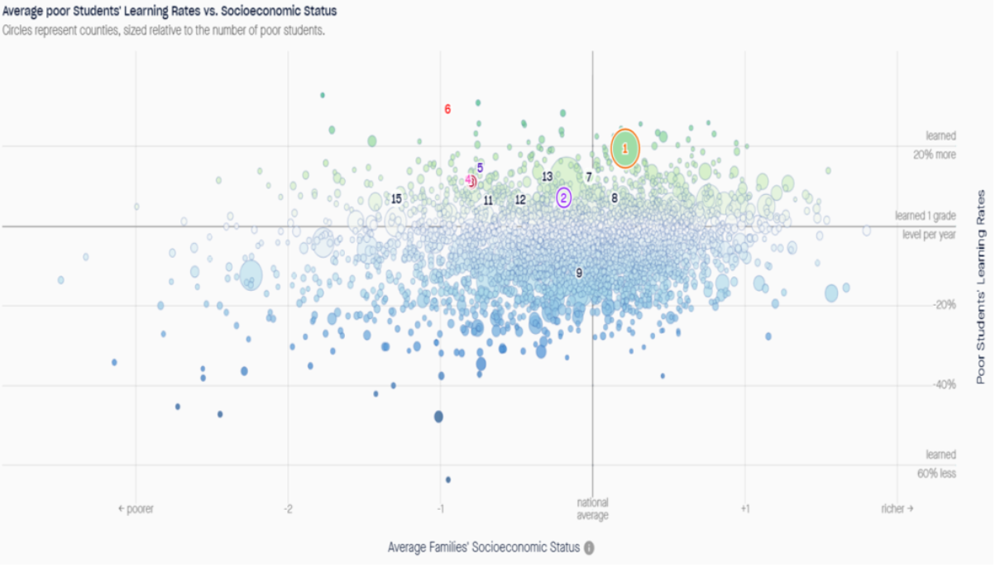 Average poor Students' Learning Rates vs. Socioeconomic Status
Circles represent counties, sized relative to the number of poor students.
6
learned
20% more
1
5
4
3
13
7
15
11
12
2
8
learned 1 grade
level per year
9
-20%
-40%
learned
60% less
Poor Students' Learning Rates
← poorer
-2
-1
national
average
+1
richer →
Average Families' Socioeconomic Status i